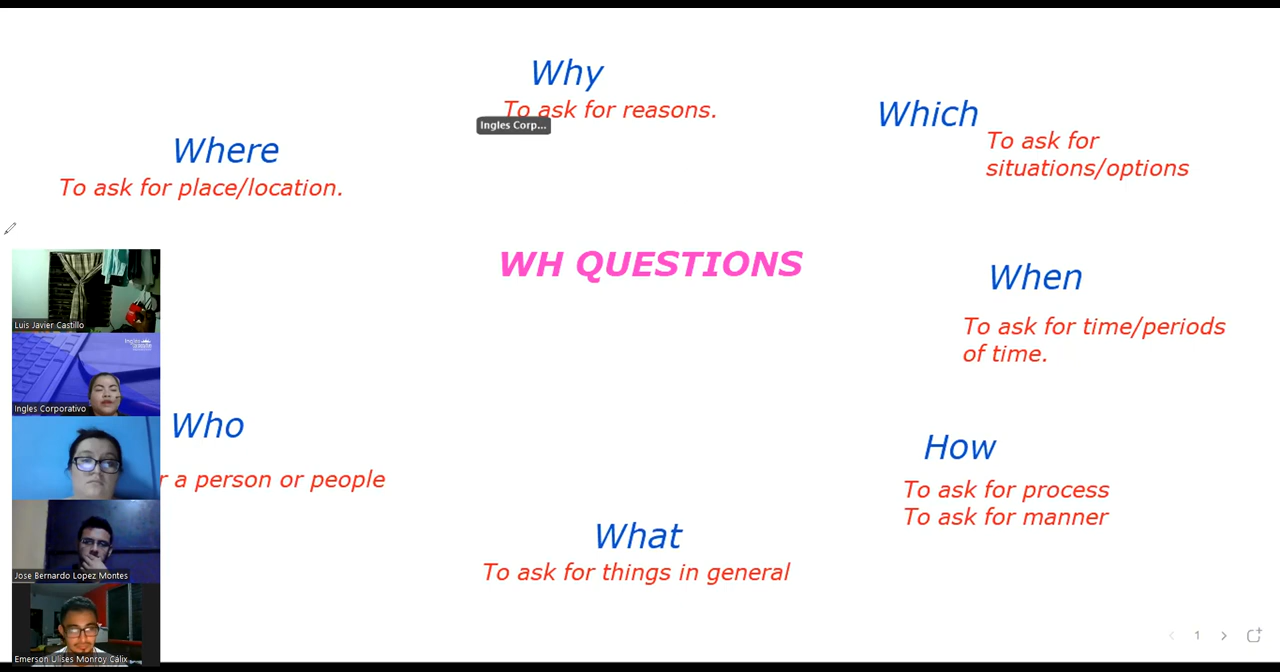 Why
To ask for reasons.
Ingles Corp...
Which
To ask for
situations/options
Where
To ask for place/location.
WH QUESTIONS
When
To ask for time/periods
of time.
Luis Javier Castillo
Ingles Corporativo
Who
r a person or people
How
To ask for process
To ask for manner
What
To ask for things in general
Jose Bernardo Lopez Montes
Emerson Ulises Monroy Calix
1